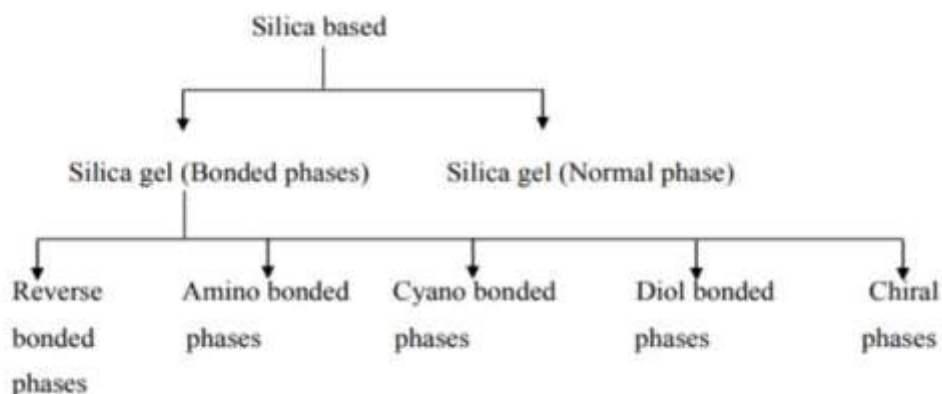 Silica based
Silica gel (Bonded phases)
Silica gel (Normal phase)
Reverse
bonded
phases
Amino bonded
phases
Cyano bonded
phases
Diol bonded
phases
Chiral
phases